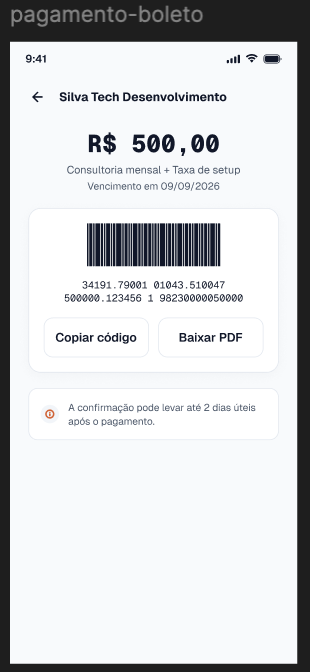 pagamento-boleto
9:41
Silva Tech Desenvolvimento
R$ 500,00
Consultoria mensal + Taxa de setup
Vencimento em 09/09/2026
34191.79001 01043.510047
500000.123456 1 98230000050000
Copiar código
Baixar PDF
A confirmação pode levar até 2 dias úteis
após o pagamento.